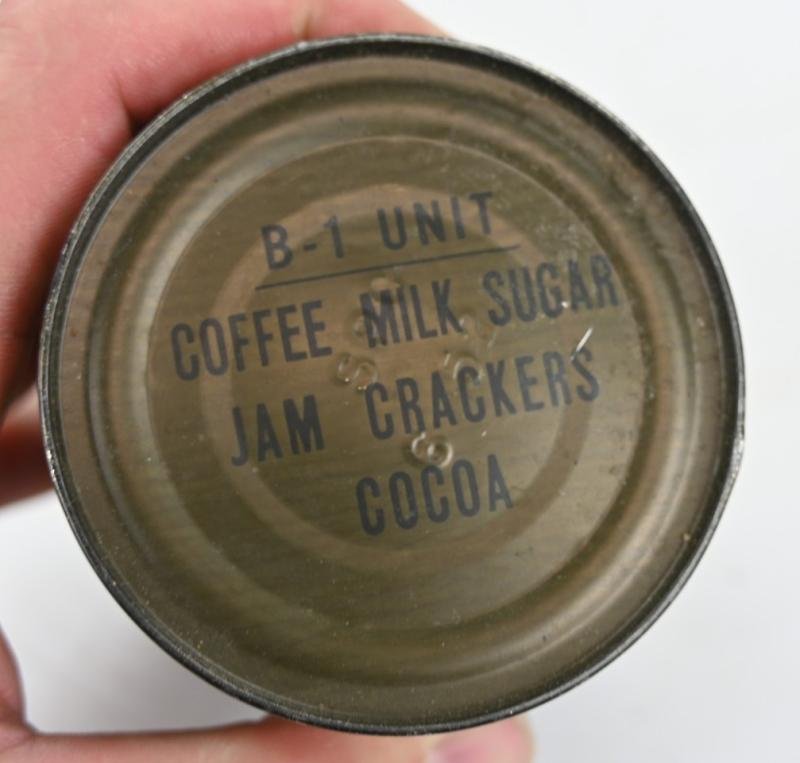 B-1 UNIT
COFFEE MILK SUGAR
JAM CRACKERS
COCOA